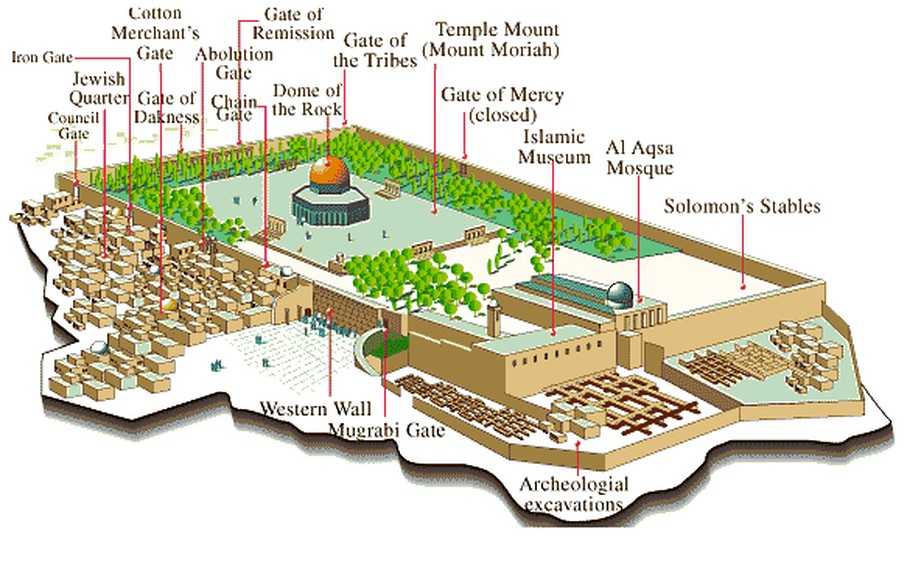 Cotton
Merchant's
Gate
Gate of
Remission
Gate of
the Tribes
Temple Mount
(Mount Moriah)
Iron Gate
Abolution
Gate
Jewish
Quarter
Gate of
Dakness
Chain
Gate
Dome of
the Rock
Gate of Mercy
(closed)
Council
Gate
Islamic
Museum
Al Aqsa
Mosque
Solomon's Stables
Western Wall
Mugrabi Gate
Archeologial
excavations